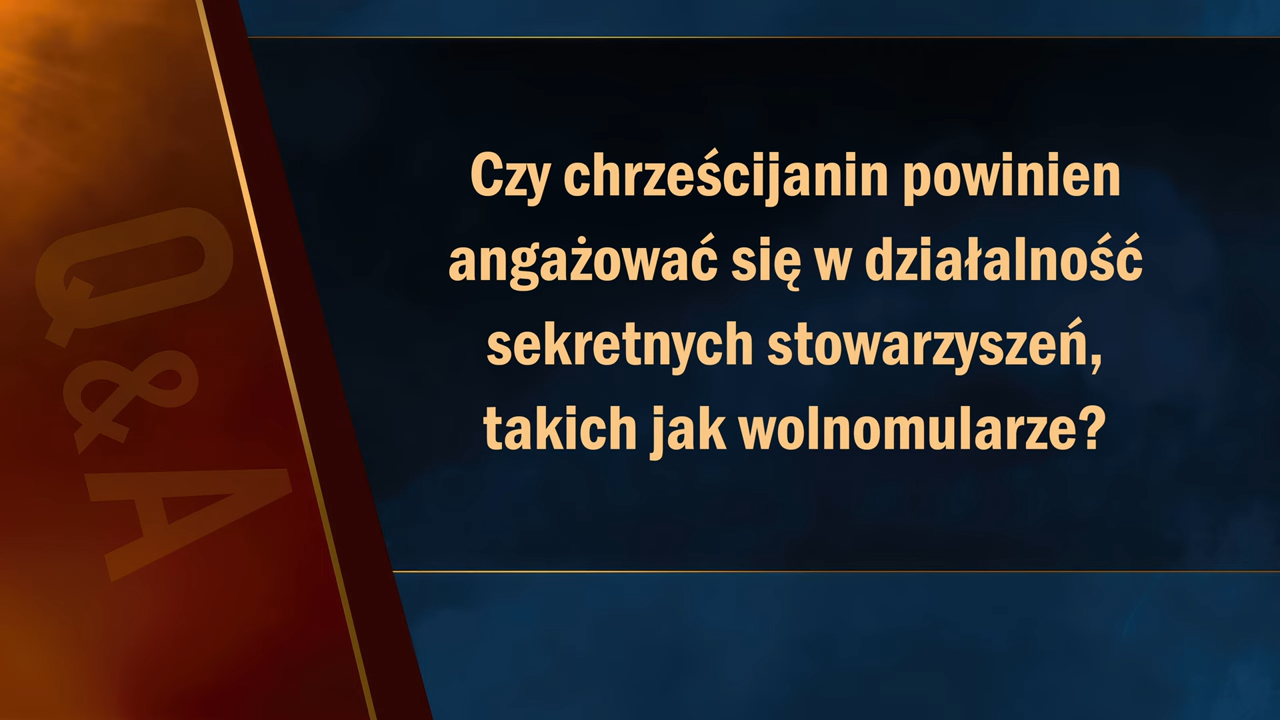 Q&A
Czy chrześcijanin powinien
angażować się w działalność
sekretnych stowarzyszeń,
takich jak wolnomularze?